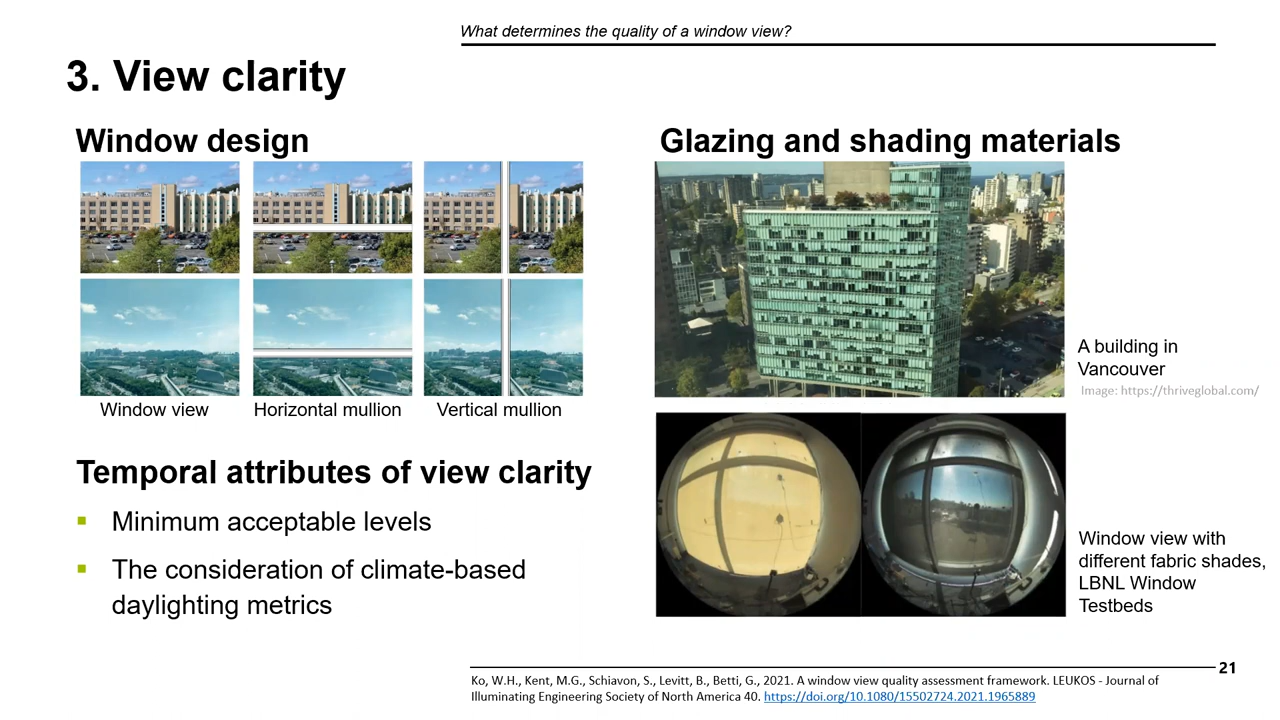 What determines the quality of a window view?
3. View clarity
Window design
Window view
Horizontal mullion
Vertical mullion
Temporal attributes of view clarity
Minimum acceptable levels
The consideration of climate-based
daylighting metrics
Glazing and shading materials
A building in
Vancouver
Image: https://thriveglobal.com/
Window view with
different fabric shades,
LBNL Window
Testbeds
21
Ko, W.H., Kent, M.G., Schiavon, S., Levitt, B., Betti, G., 2021. A window view quality assessment framework. LEUKOS - Journal of
Illuminating Engineering Society of North America 40. https://doi.org/10.1080/15502724.2021.1965889